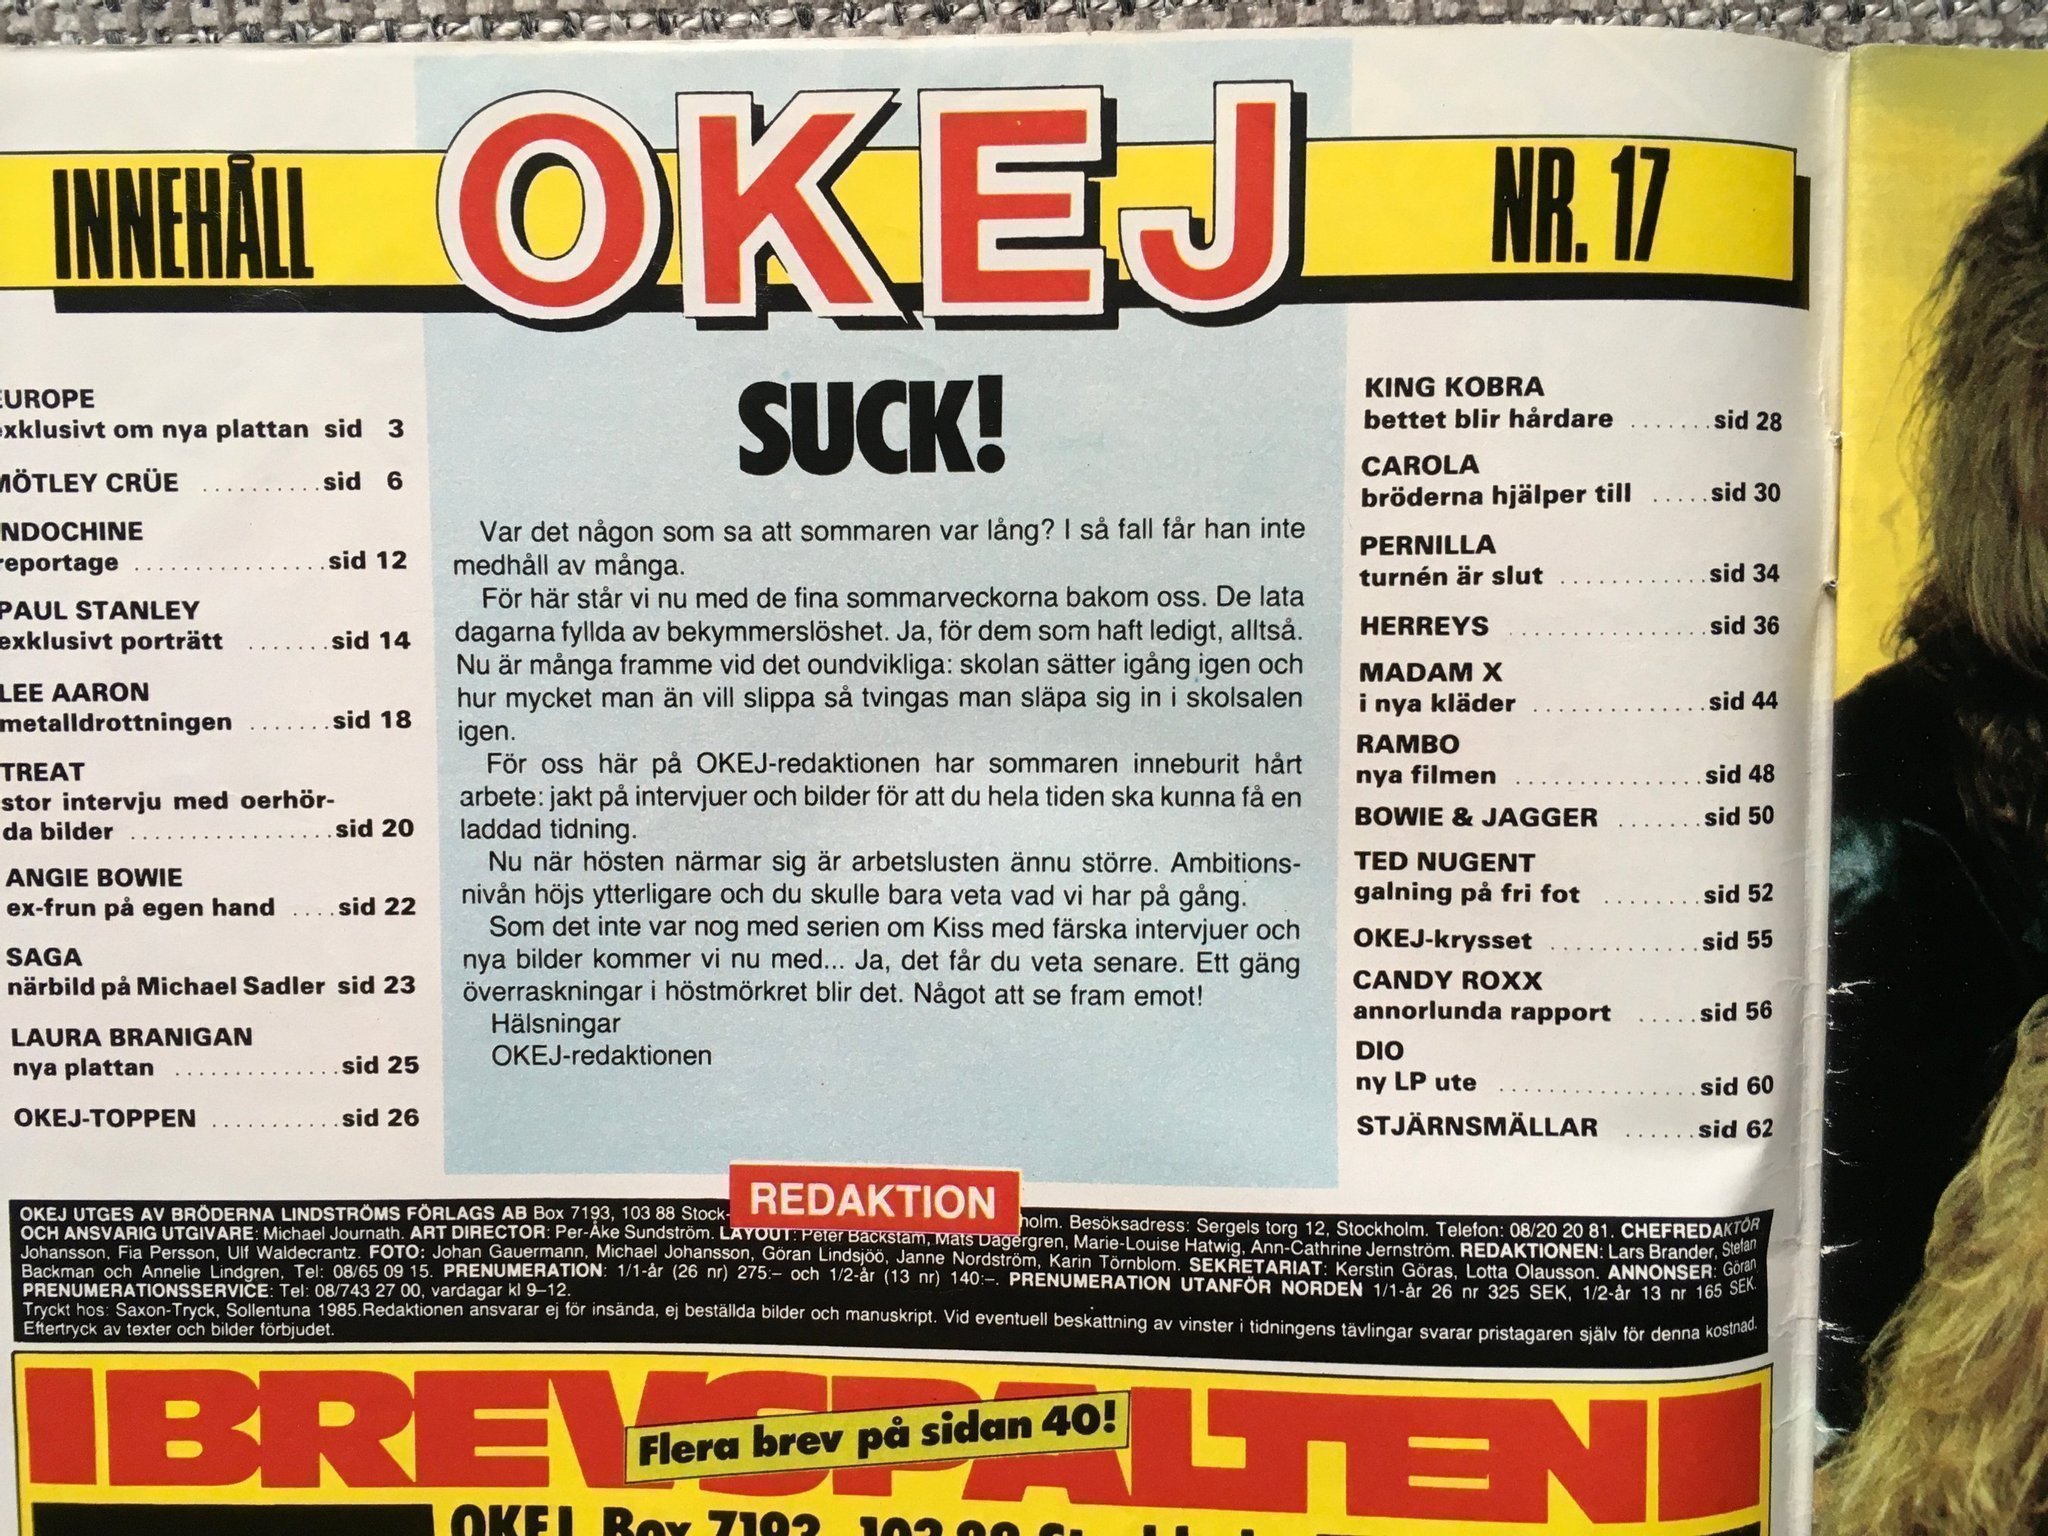 INNEHÅLL
OKEJ
NR. 17
EUROPE
exklusivt om nya plattan sid 3
MÖTLEY CRÜE .......... sid 6
INDOCHINE
reportage ................ sid 12
PAUL STANLEY
exklusivt porträtt ....... sid 14
LEE AARON
metalldrottningen ....... sid 18
TREAT
stor intervju med oerhör-
da bilder ................. sid 20
ANGIE BOWIE
ex-frun på egen hand .... sid 22
SAGA
närbild på Michael Sadler sid 23
LAURA BRANIGAN
nya plattan ............. sid 25
OKEJ-TOPPEN ........... sid 26
SUCK!
Var det någon som sa att sommaren var lång? I så fall får han inte
medhåll av många.
För här står vi nu med de fina sommarveckorna bakom oss. De lata
dagarna fyllda av bekymmerslöshet. Ja, för dem som haft ledigt, alltså.
Nu är många framme vid det oundvikliga: skolan sätter igång igen och
hur mycket man än vill slippa så tvingas man släpa sig in i skolsalen
igen.
För oss här på OKEJ-redaktionen har sommaren inneburit hårt
arbete: jakt på intervjuer och bilder för att du hela tiden ska kunna få en
laddad tidning.
Nu när hösten närmar sig är arbetslusten ännu större. Ambitions-
nivån höjs ytterligare och du skulle bara veta vad vi har på gång.
Som det inte var nog med serien om Kiss med färska intervjuer och
nya bilder kommer vi nu med... Ja, det får du veta senare. Ett gäng
överraskningar i höstmörkret blir det. Något att se fram emot!
Hälsningar
OKEJ-redaktionen
KING KOBRA
bettet blir hårdare ....... sid 28
CAROLA
bröderna hjälper till ..... sid 30
PERNILLA
turnén är slut ............ sid 34
HERREYS ................ sid 36
MADAM X
i nya kläder .............. sid 44
RAMBO
nya filmen ............... sid 48
BOWIE & JAGGER ....... sid 50
TED NUGENT
galning på fri fot ........ sid 52
OKEJ-krysset ............ sid 55
CANDY ROXX
annorlunda rapport ..... sid 56
DIO
ny LP ute ................ sid 60
STJÄRNSMÄLLAR ...... sid 62
REDAKTION
OKEJ UTGES AV BRÖDERNA LINDSTRÖMS FÖRLAGS AB Box 7193, 103 88 Stock-holm. Besöksadress: Sergels torg 12, Stockholm. Telefon: 08/20 20 81. CHEFREDAKTÖR
OCH ANSVARIG UTGIVARE: Michael Journath. ART DIRECTOR: Per-Åke Sundström. LAYOUT: Peter Backstam, Mats Dagergren, Marie-Louise Hatwig, Ann-Cathrine Jernström. REDAKTIONEN: Lars Brander, Stefan
Johansson, Fia Persson, Ulf Waldecrantz. FOTO: Johan Gauermann, Michael Johansson, Göran Lindsjöö, Janne Nordström, Karin Törnblom. SEKRETARIAT: Kerstin Göras, Lotta Olausson. ANNONSER: Göran
Backman och Annelie Lindgren, Tel: 08/65 09 15. PRENUMERATION: 1/1-år (26 nr) 275:– och 1/2-år (13 nr) 140:–. PRENUMERATION UTANFÖR NORDEN 1/1-år 26 nr 325 SEK, 1/2-år 13 nr 165 SEK.
PRENUMERATIONSSERVICE: Tel: 08/743 27 00, vardagar kl 9–12.
Tryckt hos: Saxon-Tryck, Sollentuna 1985.Redaktionen ansvarar ej för insända, ej beställda bilder och manuskript. Vid eventuell beskattning av vinster i tidningens tävlingar svarar pristagaren själv för denna kostnad.
Eftertryck av texter och bilder förbjudet.
BREVSPALTEN
Flera brev på sidan 40!
OKEJ Box 7193